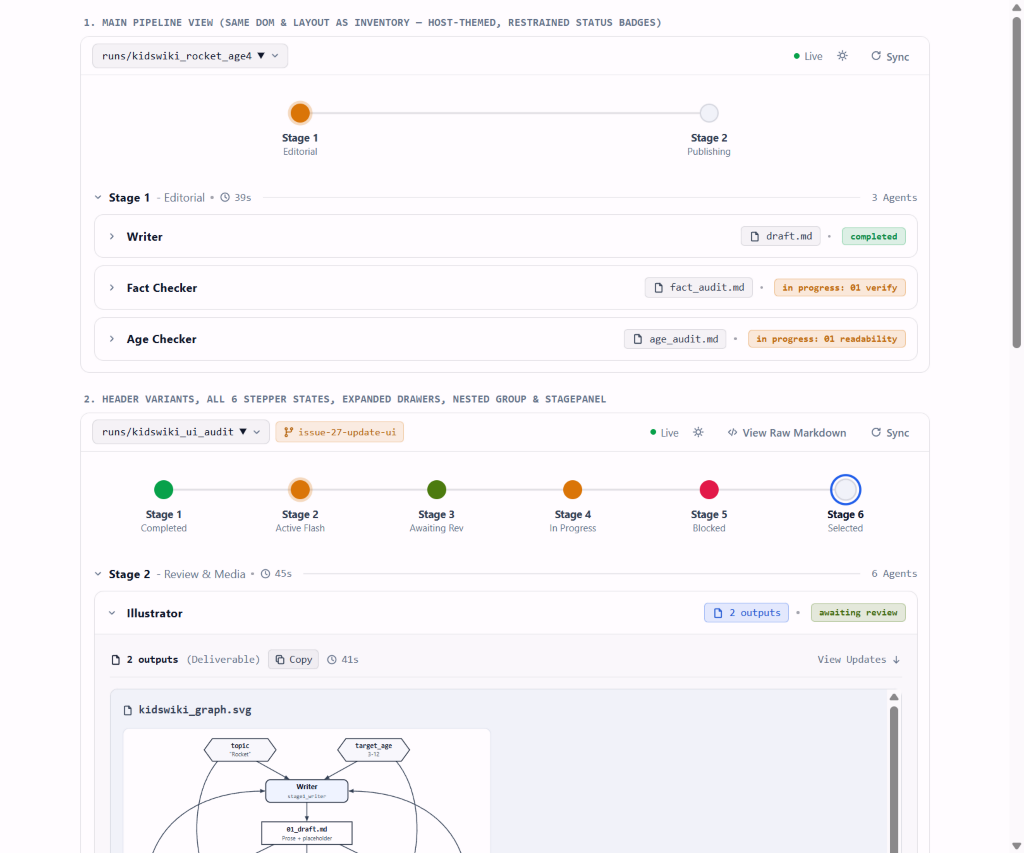 1. MAIN PIPELINE VIEW (SAME DOM & LAYOUT AS INVENTORY — HOST-THEMED, RESTRAINED STATUS BADGES)
runs/kidswiki_rocket_age4 ▼
Live
Sync
Stage 1
Editorial
Stage 2
Publishing
Stage 1 - Editorial • 39s
3 Agents
Writer
draft.md • completed
Fact Checker
fact_audit.md • in progress: 01 verify
Age Checker
age_audit.md • in progress: 01 readability
2. HEADER VARIANTS, ALL 6 STEPPER STATES, EXPANDED DRAWERS, NESTED GROUP & STAGEPANEL
runs/kidswiki_ui_audit ▼
issue-27-update-ui
Live
View Raw Markdown
Sync
Stage 1
Completed
Stage 2
Active Flash
Stage 3
Awaiting Rev
Stage 4
In Progress
Stage 5
Blocked
Stage 6
Selected
Stage 2 - Review & Media • 45s
6 Agents
Illustrator
2 outputs • awaiting review
2 outputs (Deliverable) Copy 41s
View Updates ↓
kidswiki_graph.svg
topic
"Rocket"
target_age
3-12
Writer
stage1_writer
01_draft.md
Prose + placeholder